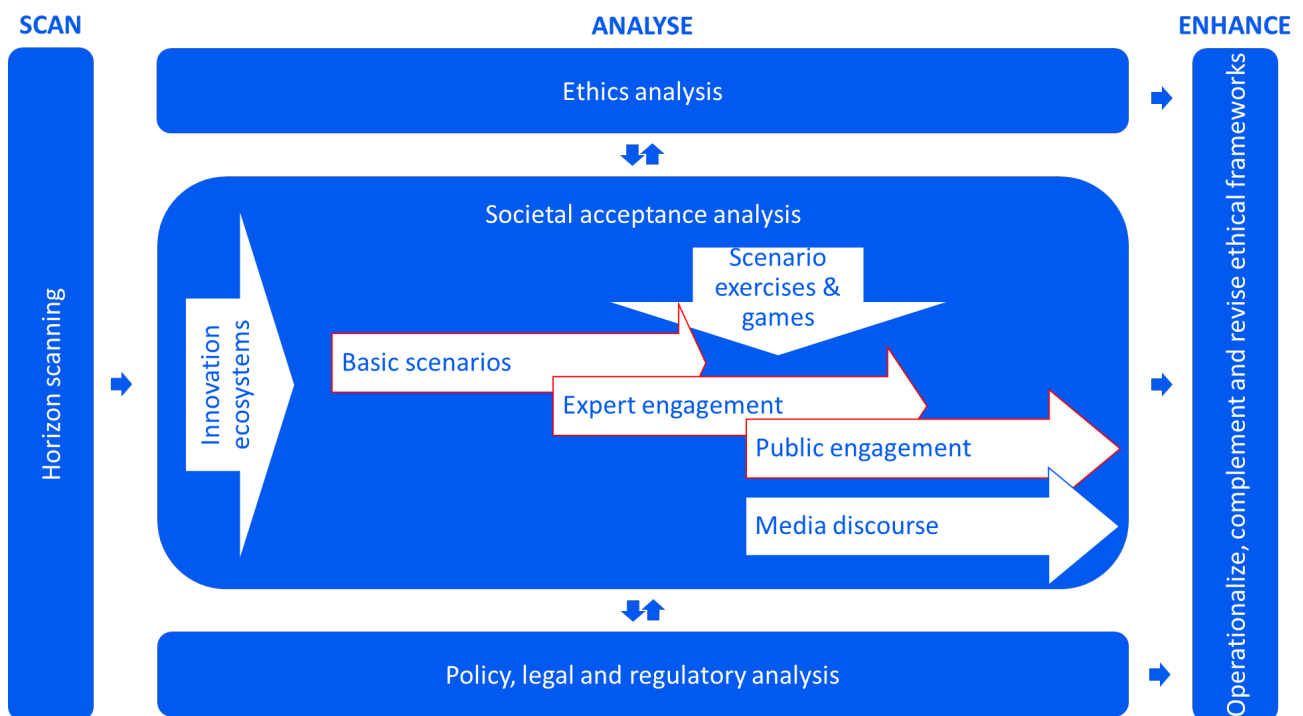 SCAN
ANALYSE
ENHANCE
Horizon scanning
Ethics analysis
Societal acceptance analysis
Innovation
ecosystems
Scenario
exercises &
games
Basic scenarios
Expert engagement
Public engagement
Media discourse
Policy, legal and regulatory analysis
Operationalize, complement and revise ethical frameworks